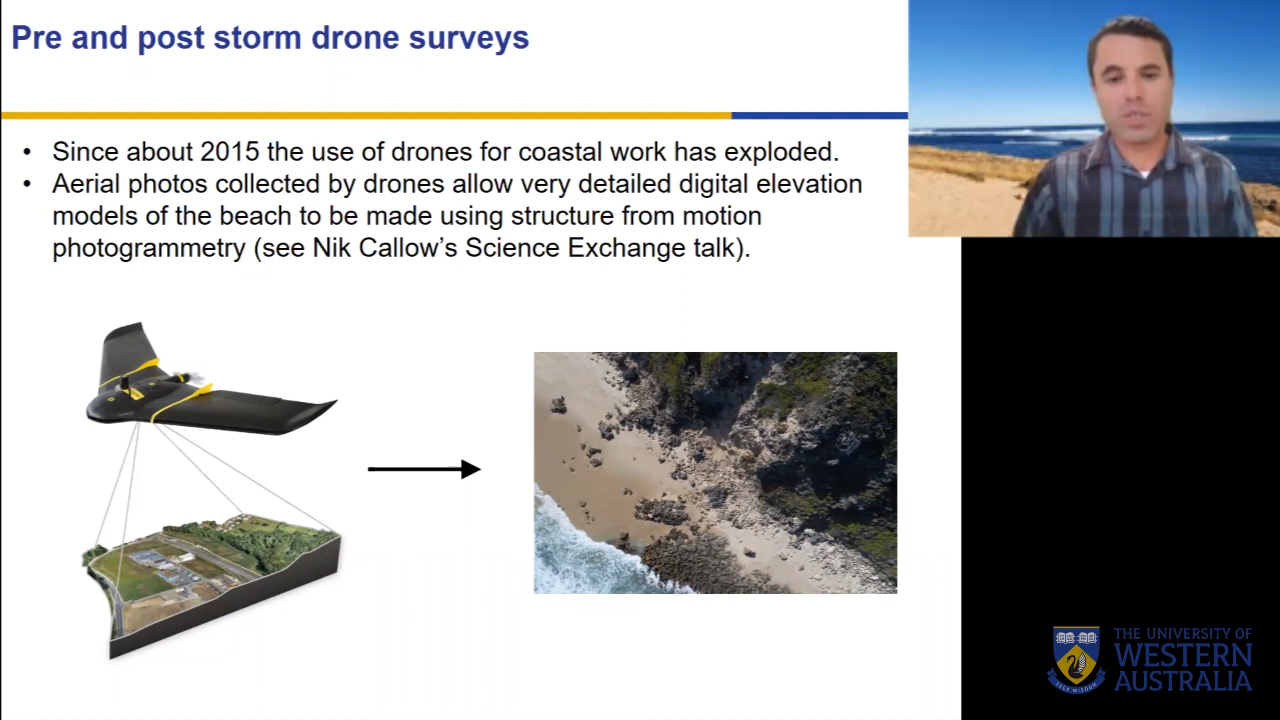 Pre and post storm drone surveys
• Since about 2015 the use of drones for coastal work has exploded.
• Aerial photos collected by drones allow very detailed digital elevation
models of the beach to be made using structure from motion
photogrammetry (see Nik Callow’s Science Exchange talk).
THE UNIVERSITY OF
WESTERN
AUSTRALIA
SEEK WISDOM